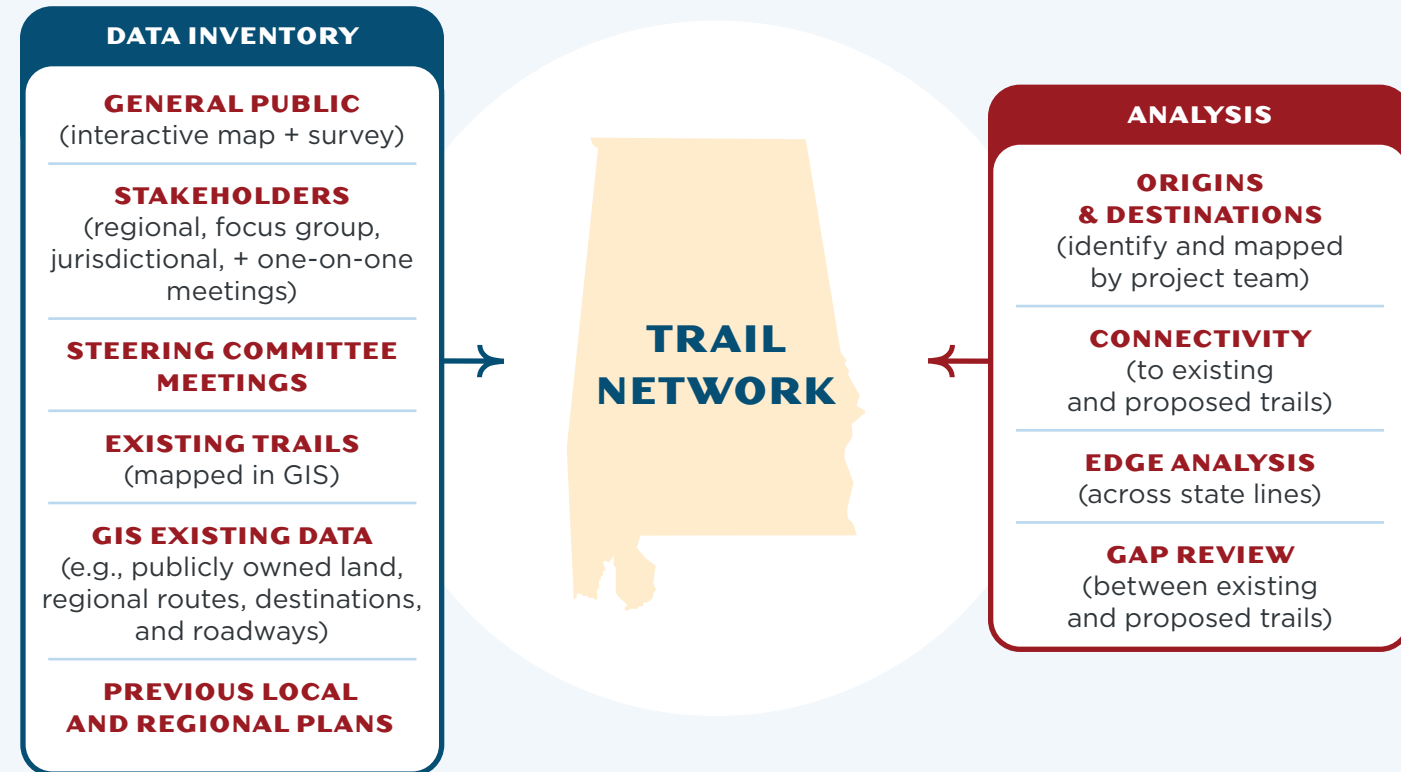 DATA INVENTORY
GENERAL PUBLIC
(interactive map + survey)
STAKEHOLDERS
(regional, focus group,
jurisdictional, + one-on-one
meetings)
STEERING COMMITTEE
MEETINGS
EXISTING TRAILS
(mapped in GIS)
GIS EXISTING DATA
(e.g., publicly owned land,
regional routes, destinations,
and roadways)
PREVIOUS LOCAL
AND REGIONAL PLANS
TRAIL
NETWORK
ANALYSIS
ORIGINS
& DESTINATIONS
(identify and mapped
by project team)
CONNECTIVITY
(to existing
and proposed trails)
EDGE ANALYSIS
(across state lines)
GAP REVIEW
(between existing
and proposed trails)